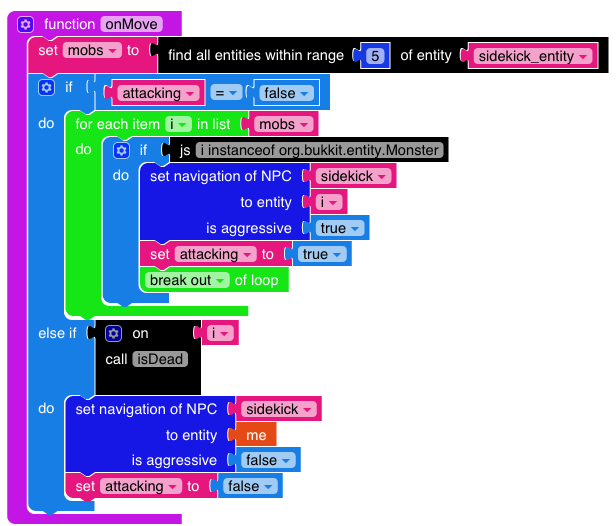 function onMove
set mobs to find all entities within range 5 of entity sidekick_entity
if attacking = false
do for each item i in list mobs
do if js i instanceof org.bukkit.entity.Monster
do set navigation of NPC sidekick
to entity i
is aggressive true
set attacking to true
break out of loop
else if on i
call isDead
do set navigation of NPC sidekick
to entity me
is aggressive false
set attacking to false